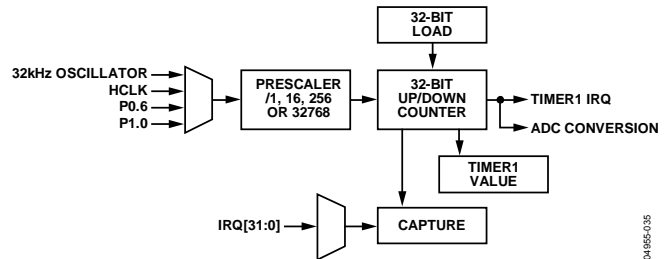 32-BIT
LOAD
32kHz OSCILLATOR
HCLK
P0.6
P1.0
PRESCALER
/1, 16, 256
OR 32768
32-BIT
UP/DOWN
COUNTER
TIMER1 IRQ
ADC CONVERSION
TIMER1
VALUE
IRQ[31:0]
CAPTURE
04955-035